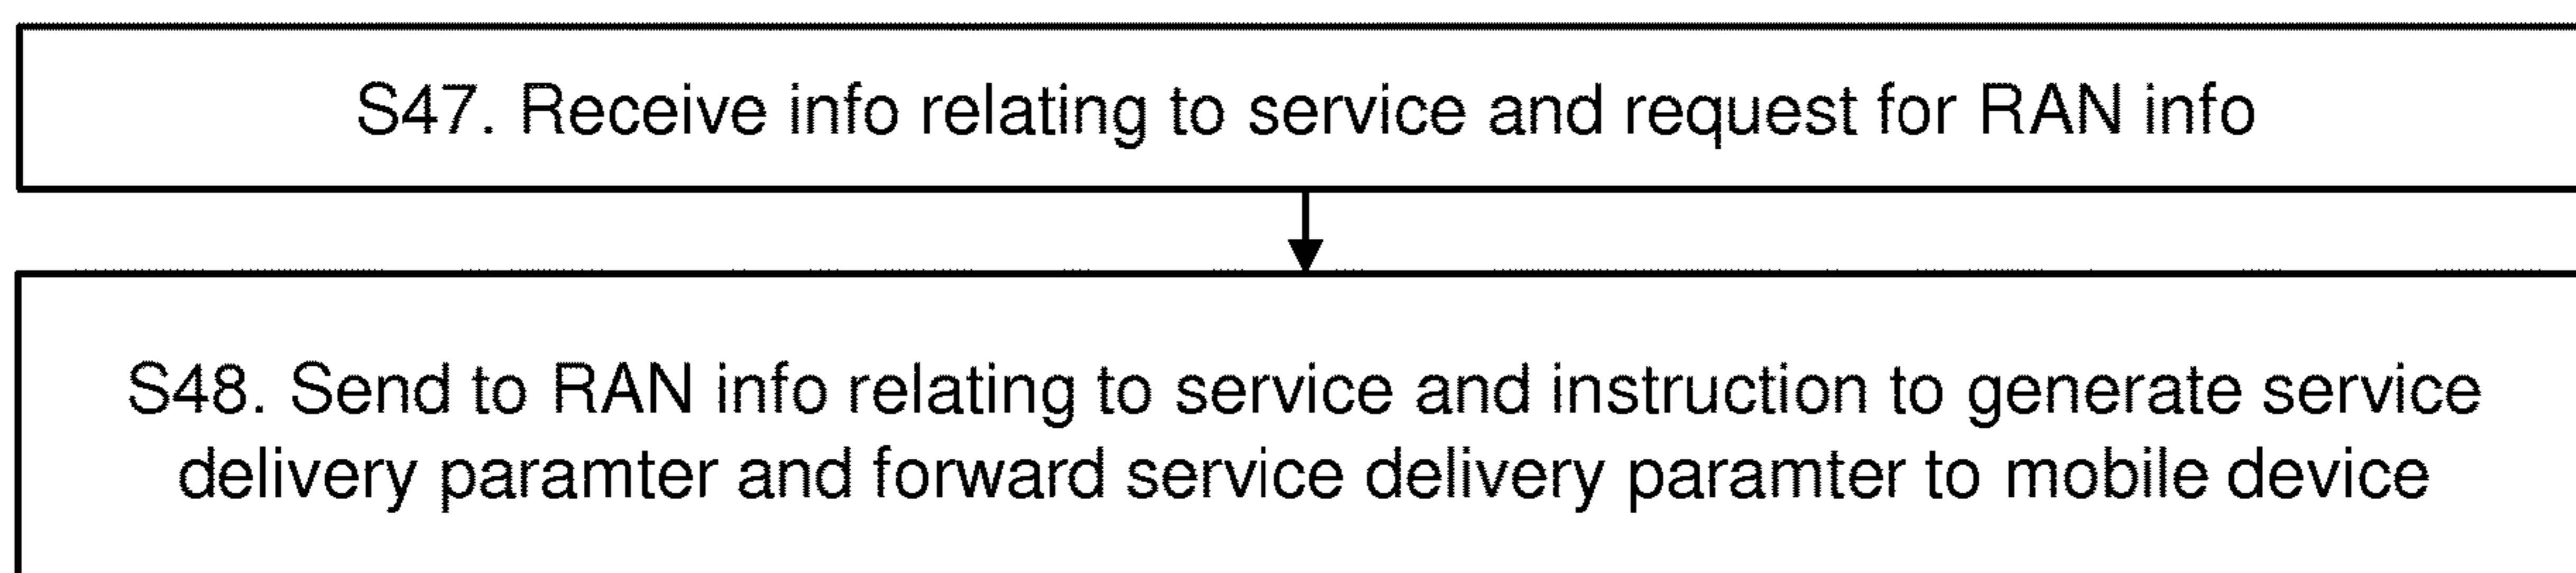 S47. Receive info relating to service and request for RAN info
S48. Send to RAN info relating to service and instruction to generate service
delivery paramter and forward service delivery paramter to mobile device